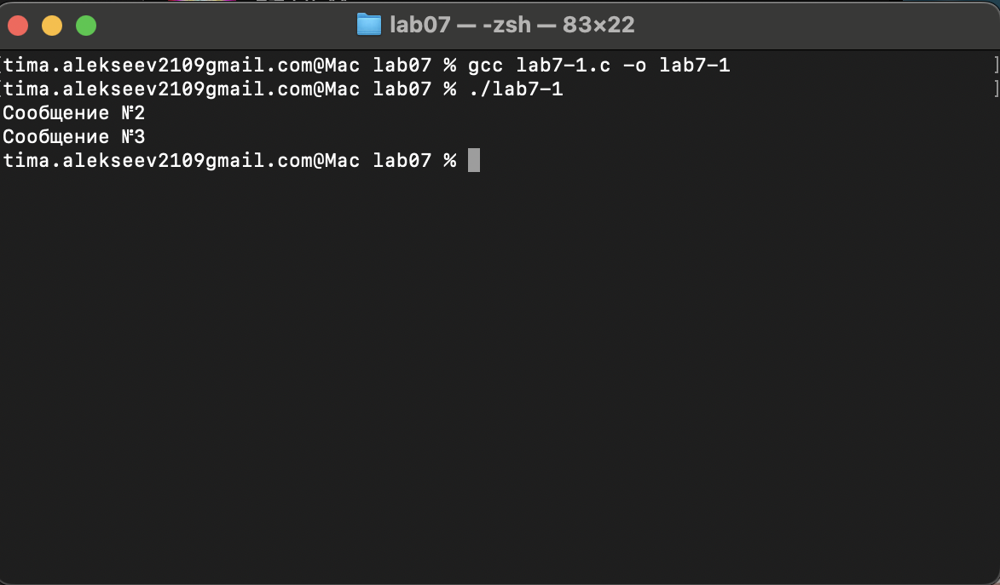 lab07 — -zsh — 83×22
[tima.alekseev2109gmail.com@Mac lab07 % gcc lab7-1.c -o lab7-1 ]
[tima.alekseev2109gmail.com@Mac lab07 % ./lab7-1 ]
Сообщение №2
Сообщение №3
tima.alekseev2109gmail.com@Mac lab07 %